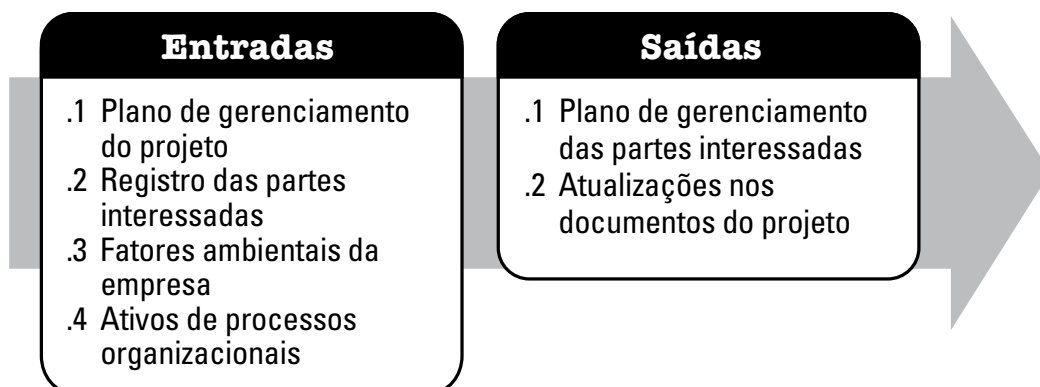 Entradas
.1 Plano de gerenciamento
do projeto
.2 Registro das partes
interessadas
.3 Fatores ambientais da
empresa
.4 Ativos de processos
organizacionais
Saídas
.1 Plano de gerenciamento
das partes interessadas
.2 Atualizações nos
documentos do projeto